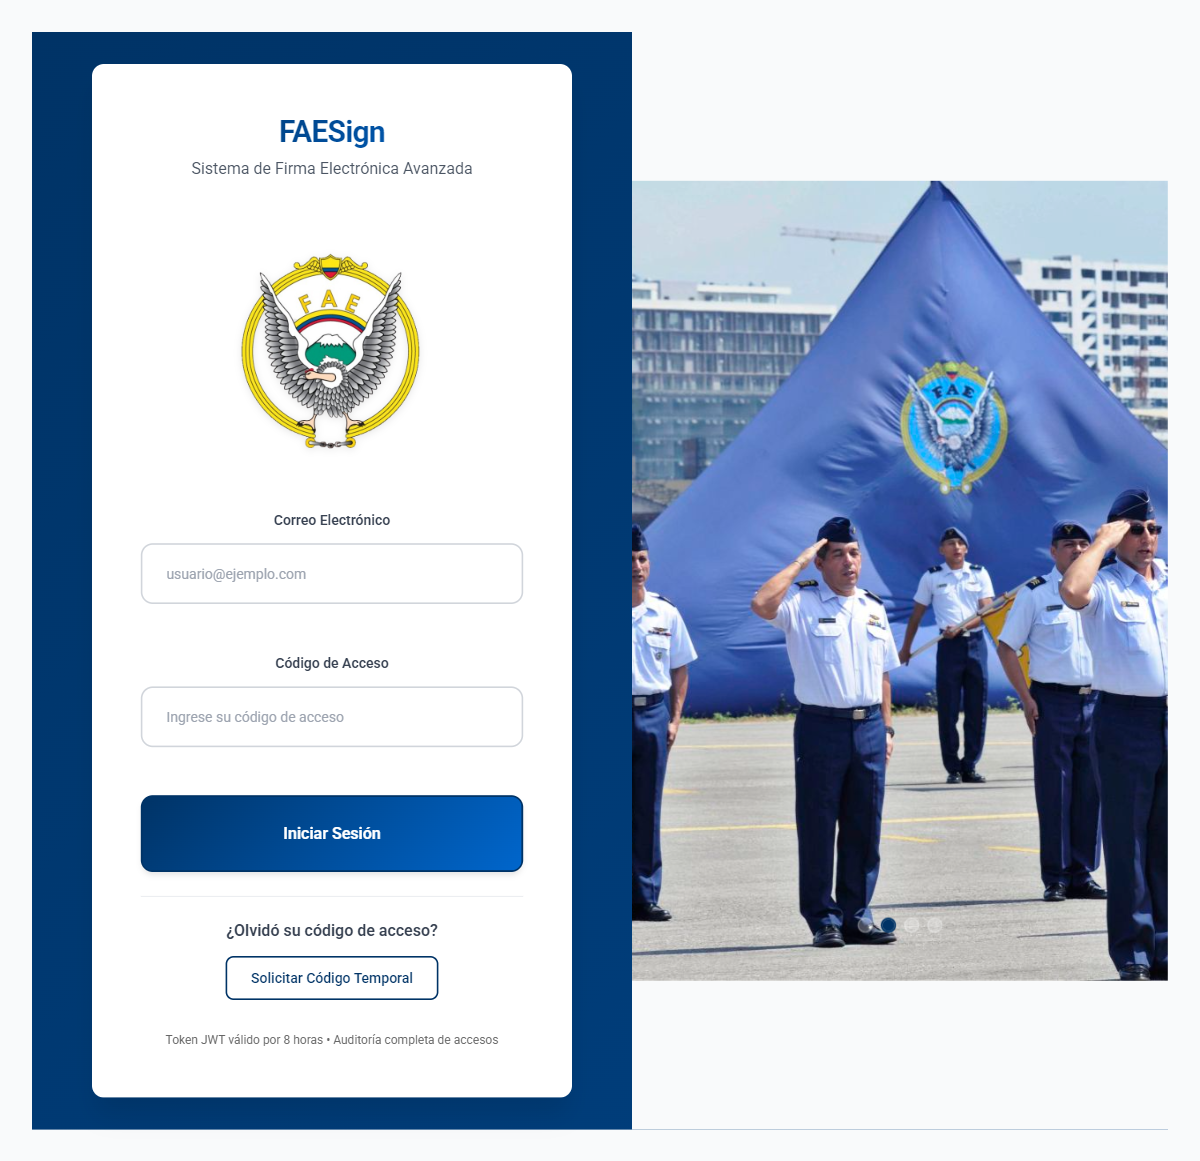 FAESign
Sistema de Firma Electrónica Avanzada
FAE
Correo Electrónico
usuario@ejemplo.com
Código de Acceso
Ingrese su código de acceso
Iniciar Sesión
¿Olvidó su código de acceso?
Solicitar Código Temporal
Token JWT válido por 8 horas • Auditoría completa de accesos
FAE